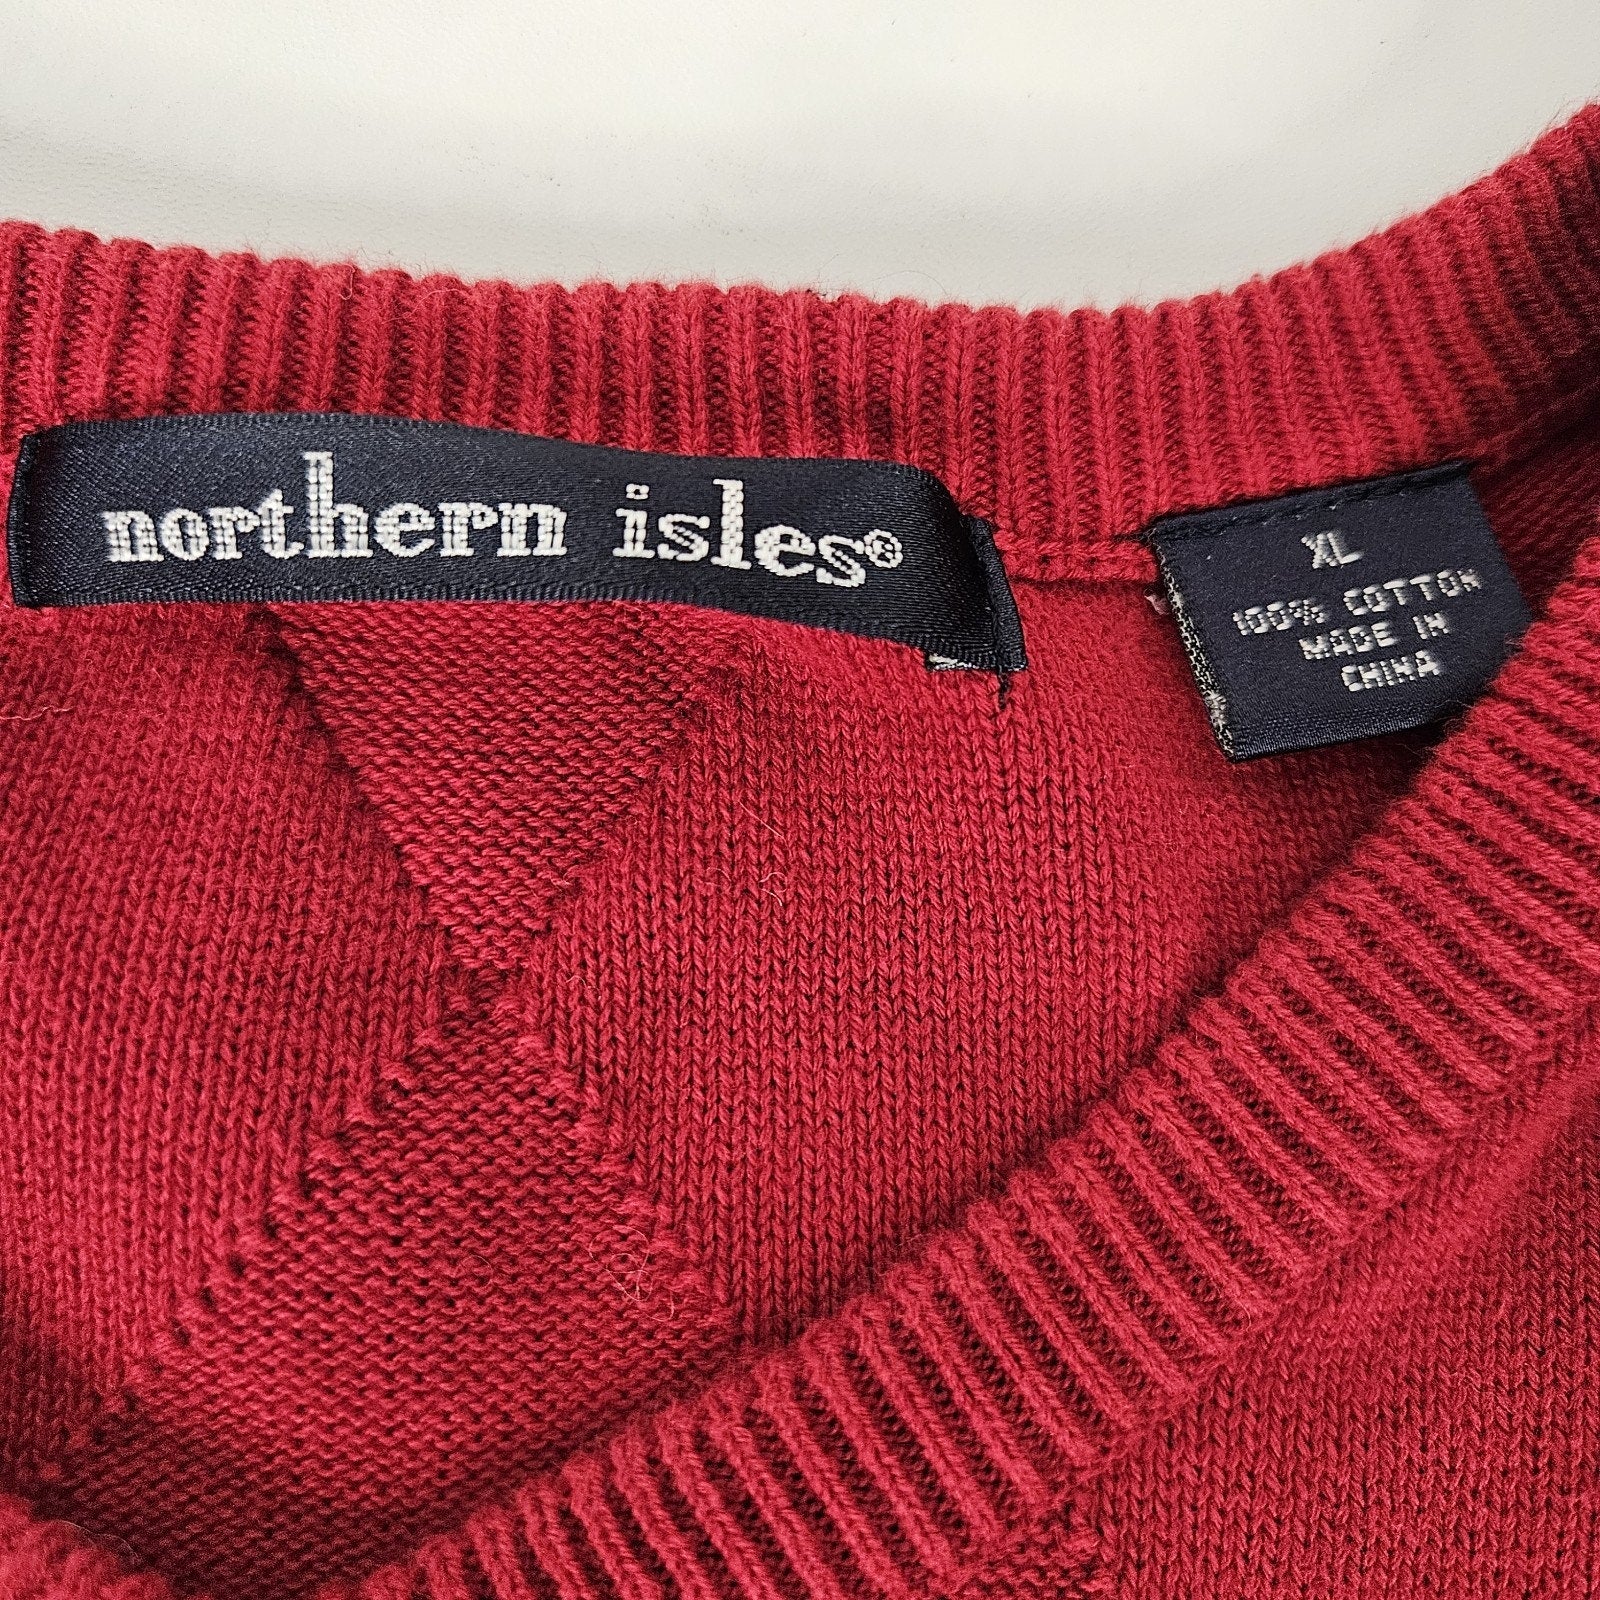 northern isles®
XL
100% COTTON
MADE IN
CHINA